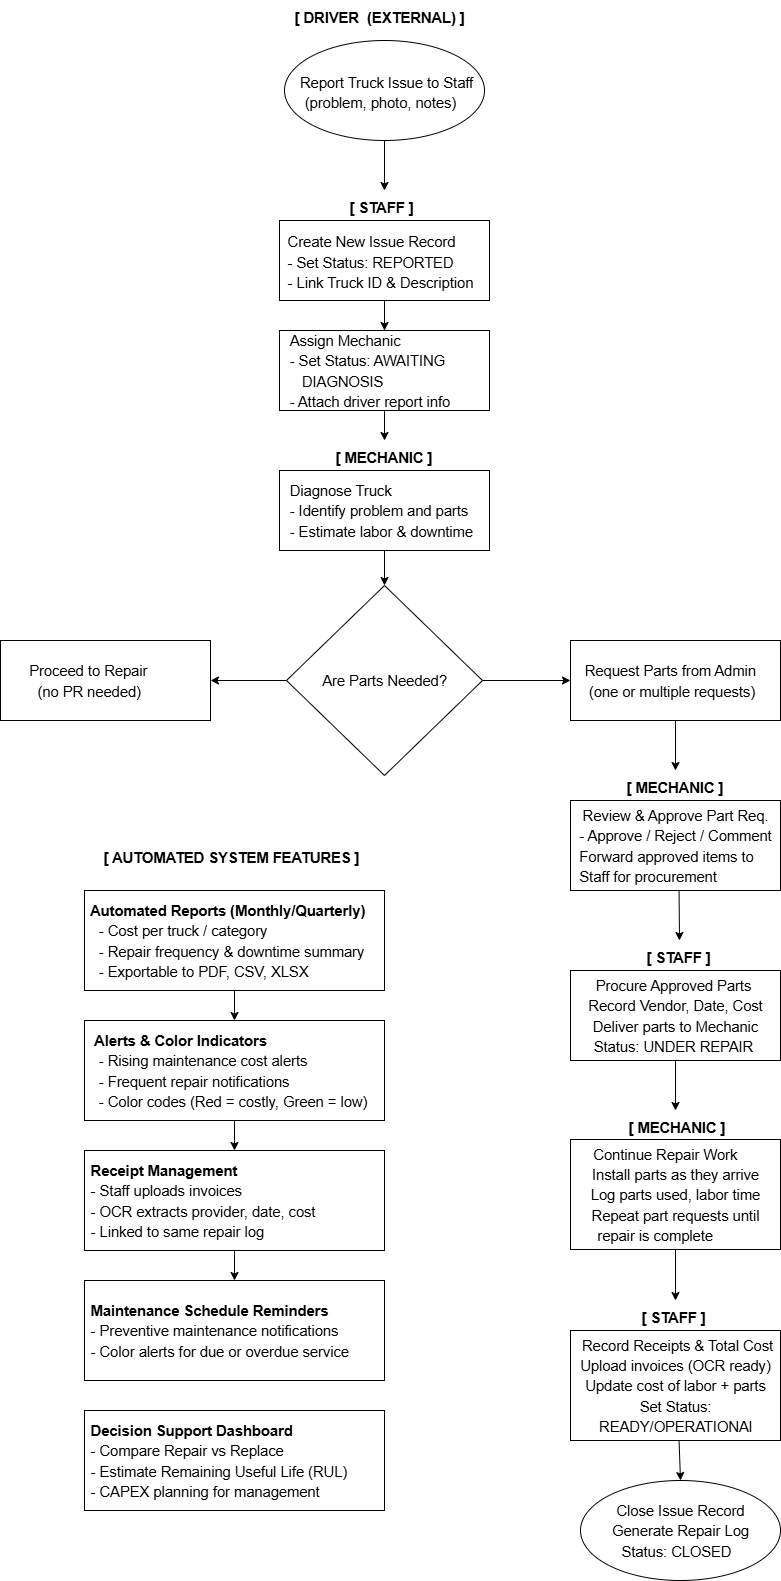 [ DRIVER  (EXTERNAL) ]
Report Truck Issue to Staff
(problem, photo, notes)
[ STAFF ]
Create New Issue Record
- Set Status: REPORTED
- Link Truck ID & Description
Assign Mechanic
- Set Status: AWAITING
DIAGNOSIS
- Attach driver report info
[ MECHANIC ]
Diagnose Truck
- Identify problem and parts
- Estimate labor & downtime
Are Parts Needed?
Proceed to Repair
(no PR needed)
Request Parts from Admin
(one or multiple requests)
[ MECHANIC ]
Review & Approve Part Req.
- Approve / Reject / Comment
Forward approved items to
Staff for procurement
[ STAFF ]
Procure Approved Parts
Record Vendor, Date, Cost
Deliver parts to Mechanic
Status: UNDER REPAIR
[ MECHANIC ]
Continue Repair Work
Install parts as they arrive
Log parts used, labor time
Repeat part requests until
repair is complete
[ STAFF ]
Record Receipts & Total Cost
Upload invoices (OCR ready)
Update cost of labor + parts
Set Status:
READY/OPERATIONAl
Close Issue Record
Generate Repair Log
Status: CLOSED
[ AUTOMATED SYSTEM FEATURES ]
Automated Reports (Monthly/Quarterly)
- Cost per truck / category
- Repair frequency & downtime summary
- Exportable to PDF, CSV, XLSX
Alerts & Color Indicators
- Rising maintenance cost alerts
- Frequent repair notifications
- Color codes (Red = costly, Green = low)
Receipt Management
- Staff uploads invoices
- OCR extracts provider, date, cost
- Linked to same repair log
Maintenance Schedule Reminders
- Preventive maintenance notifications
- Color alerts for due or overdue service
Decision Support Dashboard
- Compare Repair vs Replace
- Estimate Remaining Useful Life (RUL)
- CAPEX planning for management